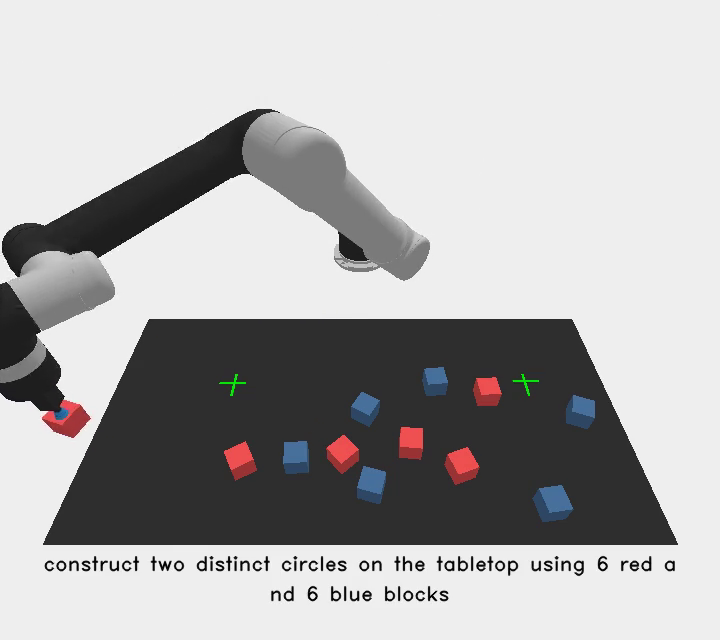 construct two distinct circles on the tabletop using 6 red a
nd 6 blue blocks